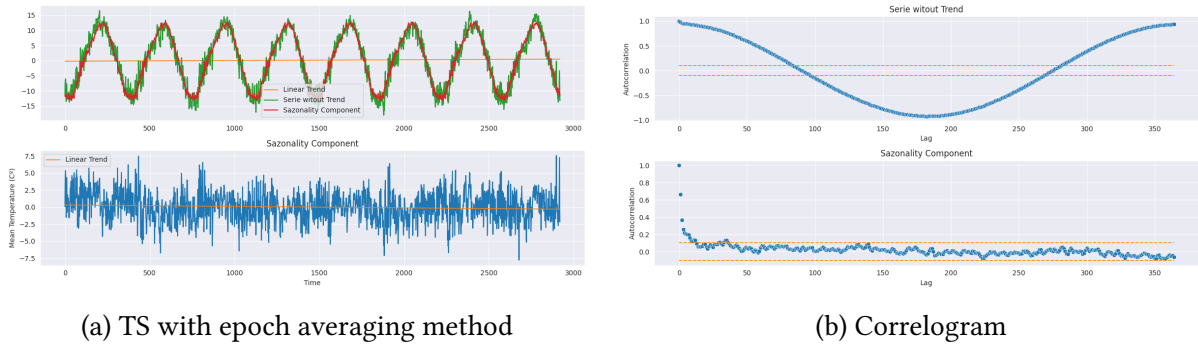 15
10
5
0
−5
−10
−15
Linear Trend
Serie witout Trend
Sazonality Component
0 500 1000 1500 2000 2500 3000
Sazonality Component
Mean Temperature (Cº)
7.5
5.0
2.5
0.0
−2.5
−5.0
−7.5
Linear Trend
0 500 1000 1500 2000 2500 3000
Time
(a) TS with epoch averaging method
Serie witout Trend
Autocorrelation
1.0
0.5
0.0
−0.5
−1.0
0 50 100 150 200 250 300 350
Lag
Sazonality Component
Autocorrelation
1.0
0.8
0.6
0.4
0.2
0.0
0 50 100 150 200 250 300 350
Lag
(b) Correlogram